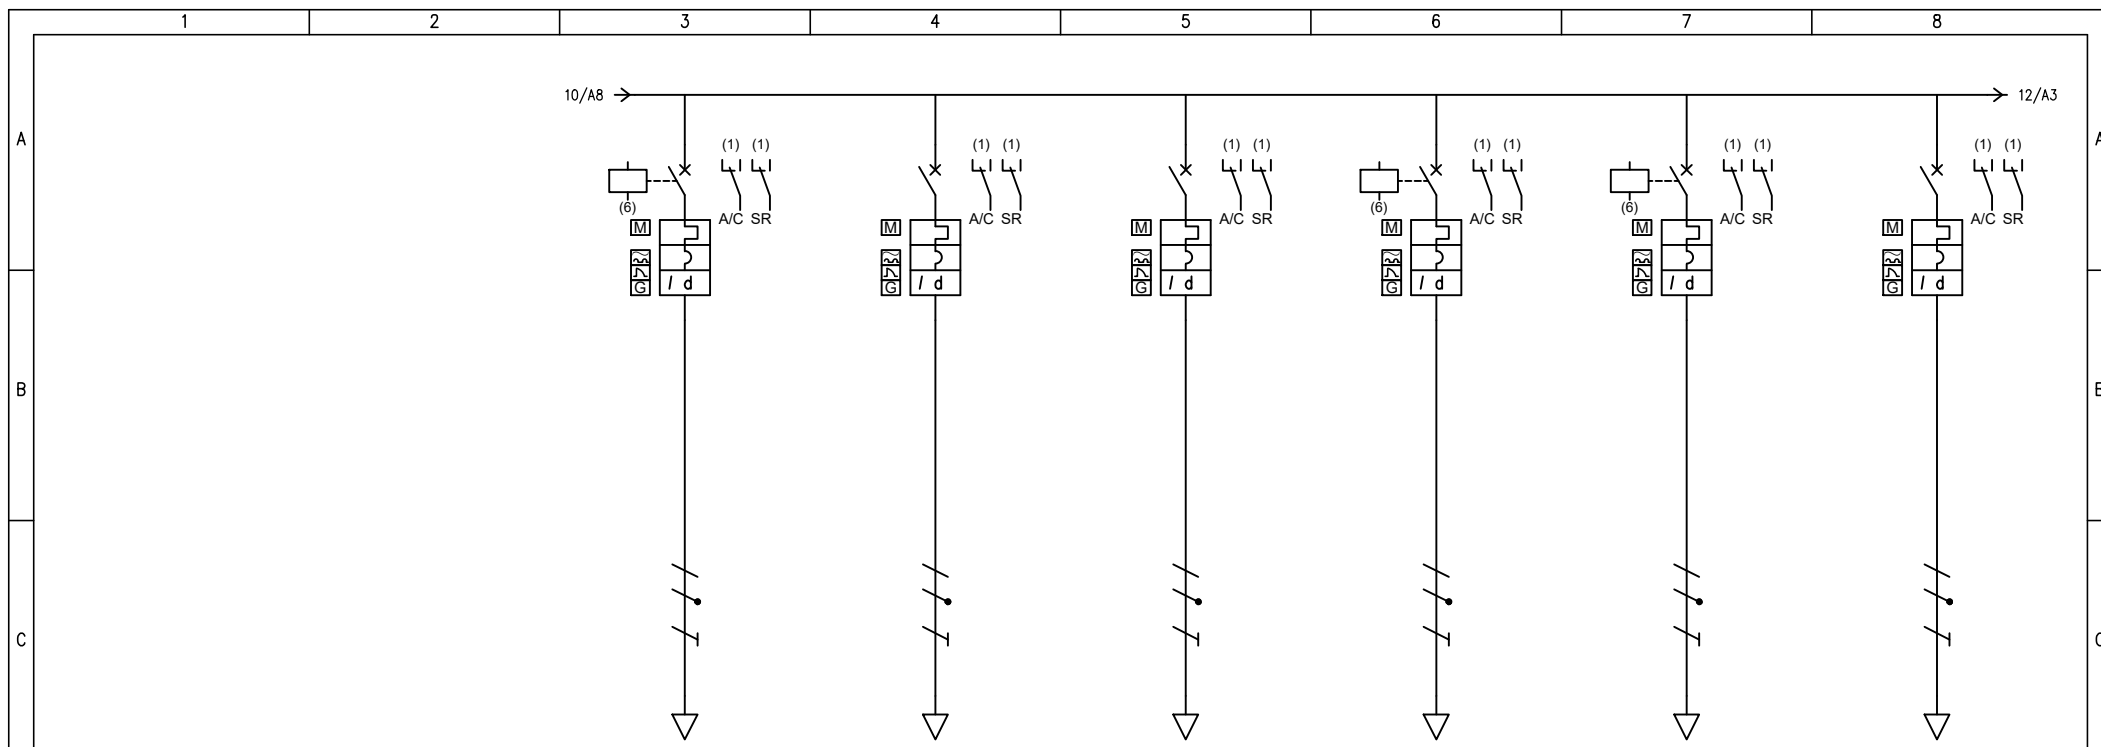 1 2 3 4 5 6 7 8
10/A8 12/A3
A A
(1) (1) (1) (1) (1) (1) (1) (1) (1) (1) (1) (1)
(6) A/C SR A/C SR A/C SR (6) A/C SR (6) A/C SR A/C SR
M M M M M M
G I d G I d G I d G I d G I d G I d
B B
C C